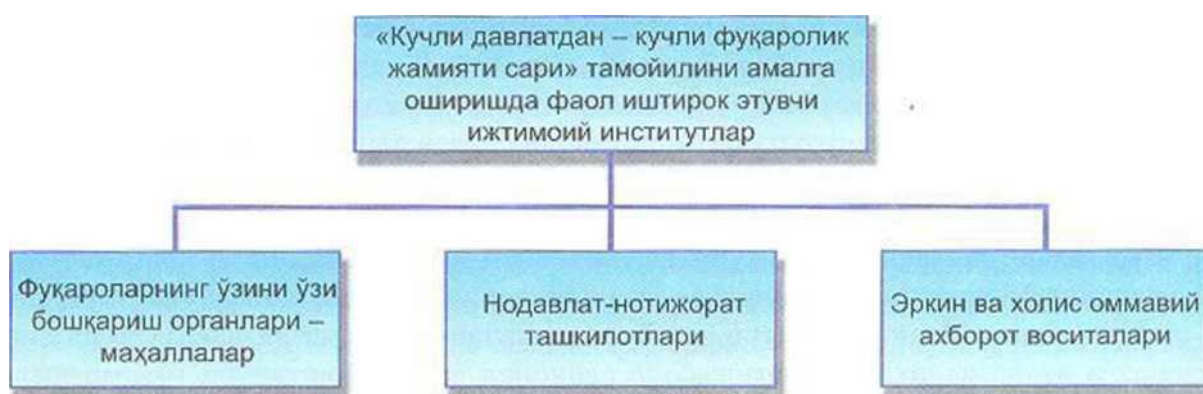 «Кучли давлатдан – кучли фуқаролик
жамияти сари» тамойилини амалга
оширишда фаол иштирок этувчи
ижтимоий институтлар
Фуқароларнинг ўзини ўзи
бошқариш органлари –
маҳаллалар
Нодавлат-нотижорат
ташкилотлари
Эркин ва холис оммавий
ахборот воситалари